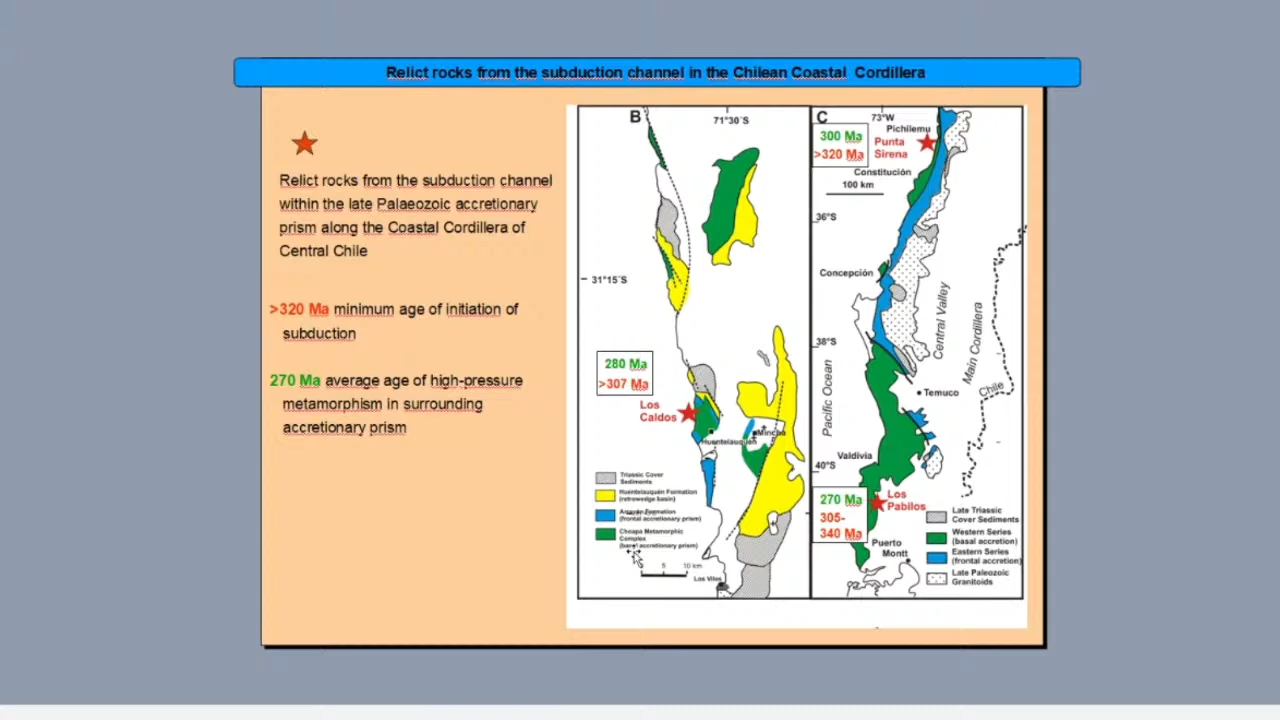 Relict rocks from the subduction channel in the Chilean Coastal Cordillera
Relict rocks from the subduction channel
within the late Palaeozoic accretionary
prism along the Coastal Cordillera of
Central Chile
>320 Ma minimum age of initiation of
subduction
270 Ma average age of high-pressure
metamorphism in surrounding
accretionary prism
B
71°30´S
31°15´S
280 Ma
>307 Ma
Los
Caldos
Huentelauquén
Mincha
Triassic Cover
Sediments
Huentelauquén Formation
(retrowedge basin)
Formation
(frontal accretionary prism)
Choapa Metamorphic
Complex
(basal accretionary prism)
5 10 km
Los Vilos
C
73°W
Pichilemu
300 Ma
>320 Ma
Punta
Sirena
Constitución
100 km
36°S
Concepción
Central Valley
Main Cordillera
38°S
Pacific Ocean
Temuco
Chile
Valdivia
40°S
270 Ma
305-
340 Ma
Los
Pabilos
Puerto
Montt
Late Triassic
Cover Sediments
Western Series
(basal accretion)
Eastern Series
(frontal accretion)
Late Paleozoic
Granitoids